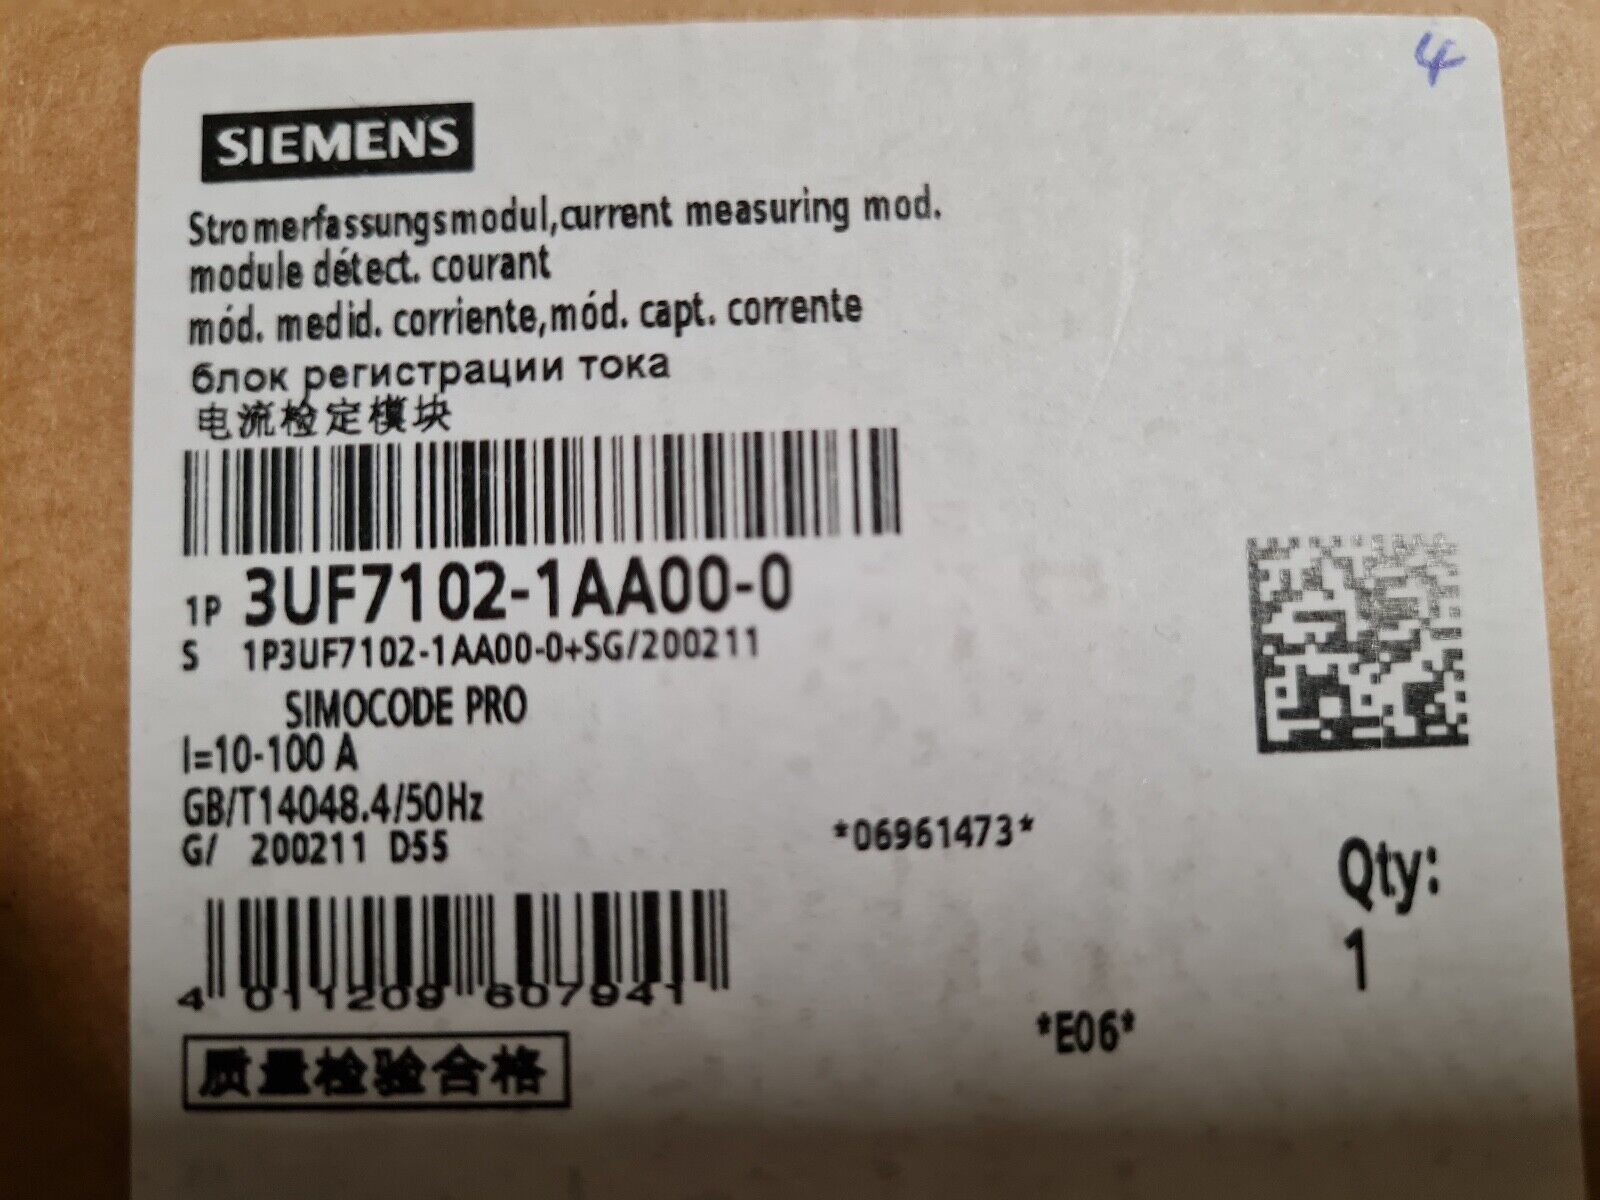 4
SIEMENS
Stromerfassungsmodul,current measuring mod.
module détect. courant
mód. medid. corriente,mód. capt. corrente
блок регистрации тока
电流检定模块
1P 3UF7102-1AA00-0
S 1P3UF7102-1AA00-0+SG/200211
SIMOCODE PRO
I=10-100 A
GB/T14048.4/50Hz
G/ 200211 D55
*06961473*
Qty:
1
4 011209 607941
*E06*
质量检验合格